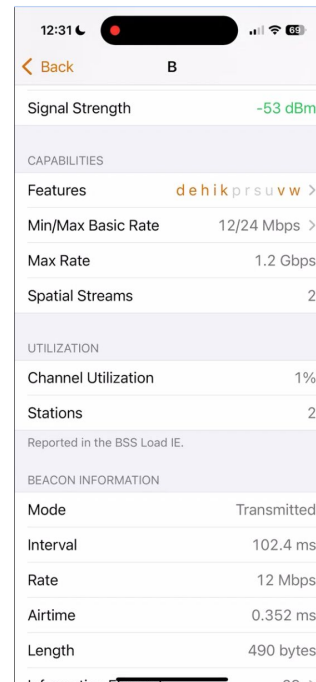 12:31 69
Back B
Signal Strength -53 dBm
CAPABILITIES
Features d e h i k p r s u v w >
Min/Max Basic Rate 12/24 Mbps >
Max Rate 1.2 Gbps
Spatial Streams 2
UTILIZATION
Channel Utilization 1%
Stations 2
Reported in the BSS Load IE.
BEACON INFORMATION
Mode Transmitted
Interval 102.4 ms
Rate 12 Mbps
Airtime 0.352 ms
Length 490 bytes